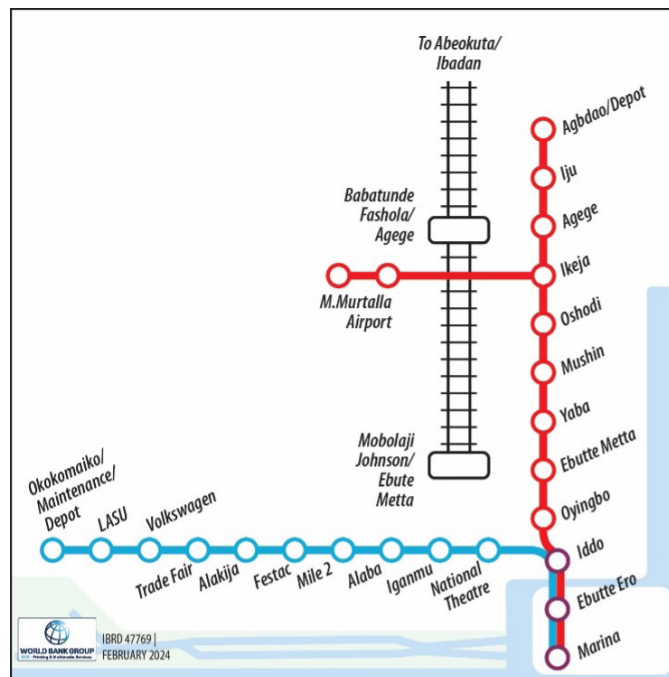 To Abeokuta/
Ibadan
Agbdao/Depot
Iju
Babatunde
Fashola/
Agege
Agege
Ikeja
M.Murtalla
Airport
Oshodi
Mushin
Yaba
Mobolaji
Johnson/
Ebute
Metta
Ebutte Metta
Oyingbo
Okokomaiko/
Maintenance/
Depot
LASU
Volkswagen
Trade Fair
Alakija
Festac
Mile 2
Alaba
Iganmu
National
Theatre
Iddo
Ebutte Ero
Marina
WORLD BANK GROUP
IBRD 47769 |
FEBRUARY 2024